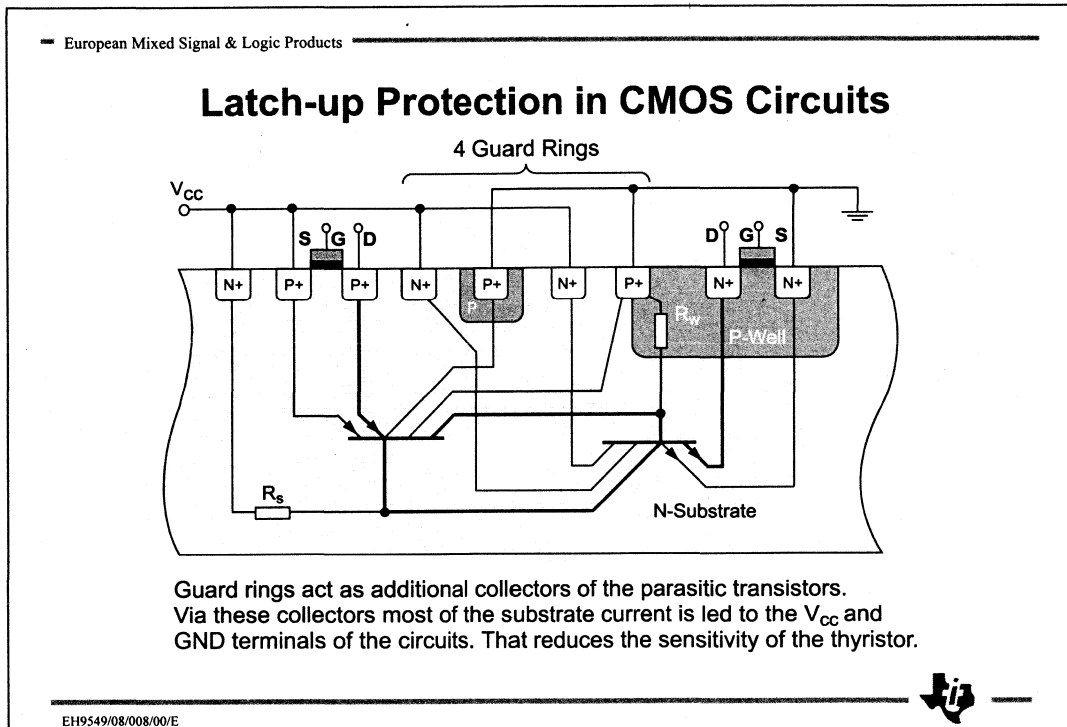 European Mixed Signal & Logic Products
Latch-up Protection in CMOS Circuits
4 Guard Rings
VCC
S G D
D G S
N+ P+ P+ N+ P+ N+ P+ N+ N+
P
RW
P-Well
RS
N-Substrate
Guard rings act as additional collectors of the parasitic transistors.
Via these collectors most of the substrate current is led to the VCC and
GND terminals of the circuits. That reduces the sensitivity of the thyristor.
EH9549/08/008/00/E